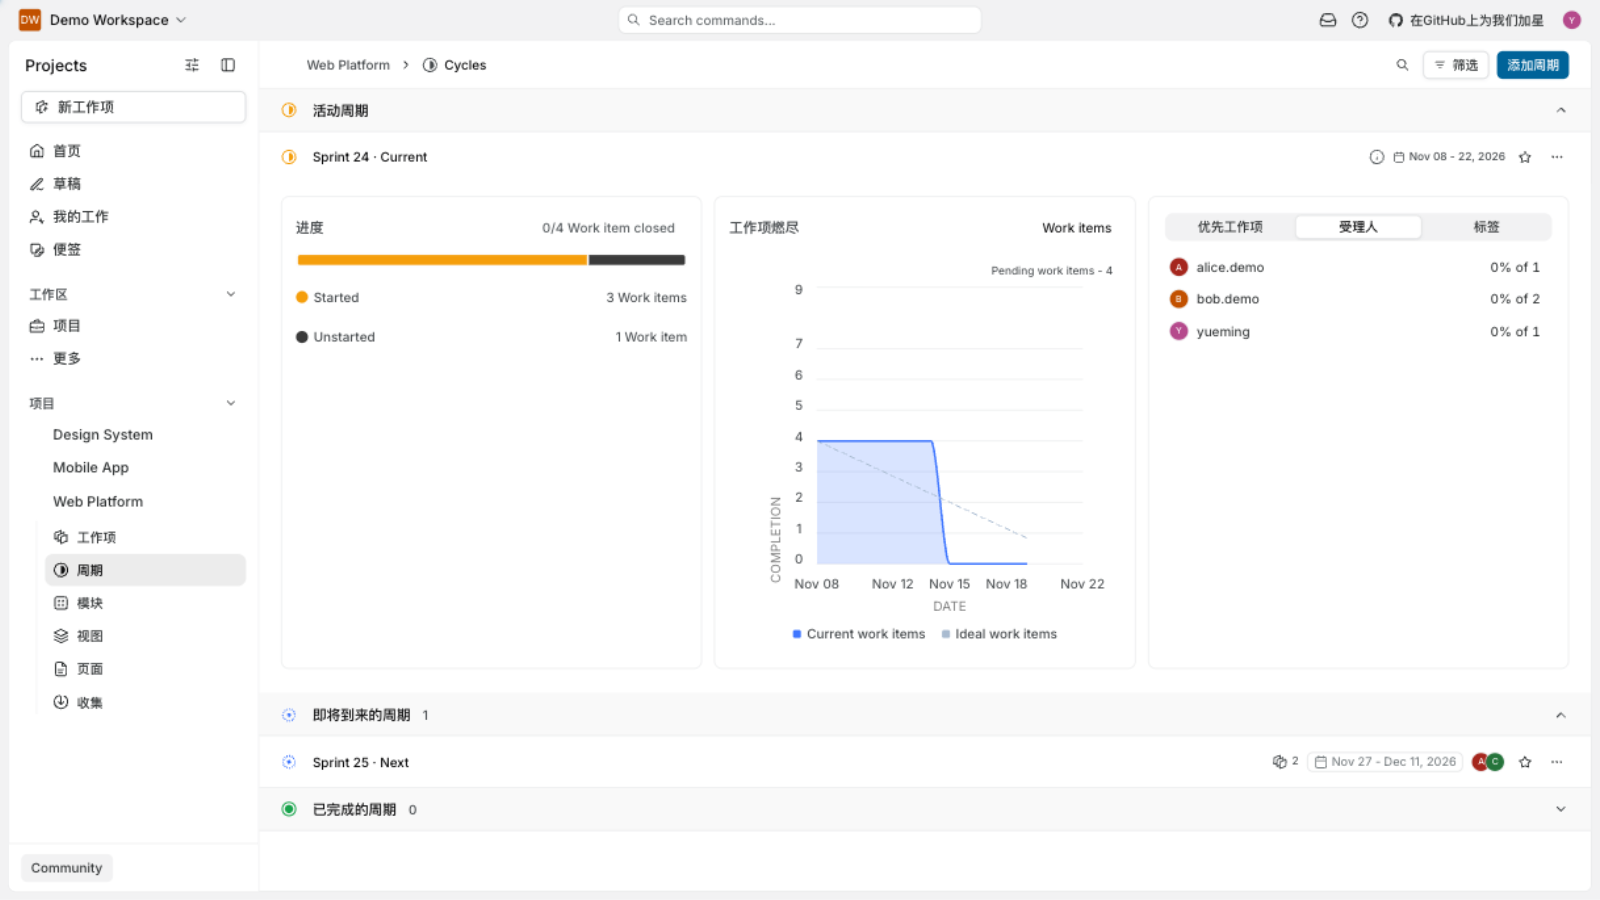 DW Demo Workspace
Search commands...
在GitHub上为我们加星
Y
Projects
新工作项
首页
草稿
我的工作
便签
工作区
项目
更多
项目
Design System
Mobile App
Web Platform
工作项
周期
模块
视图
页面
收集
Community
Web Platform
Cycles
筛选
添加周期
活动周期
Sprint 24 · Current
Nov 08 - 22, 2026
进度
0/4 Work item closed
Started
3 Work items
Unstarted
1 Work item
工作项燃尽
Work items
Pending work items - 4
9
7
6
5
4
3
2
1
0
COMPLETION
Nov 08
Nov 12
Nov 15
Nov 18
Nov 22
DATE
Current work items
Ideal work items
优先工作项
受理人
标签
A alice.demo
0% of 1
B bob.demo
0% of 2
Y yueming
0% of 1
即将到来的周期 1
Sprint 25 · Next
2
Nov 27 - Dec 11, 2026
A C
已完成的周期 0